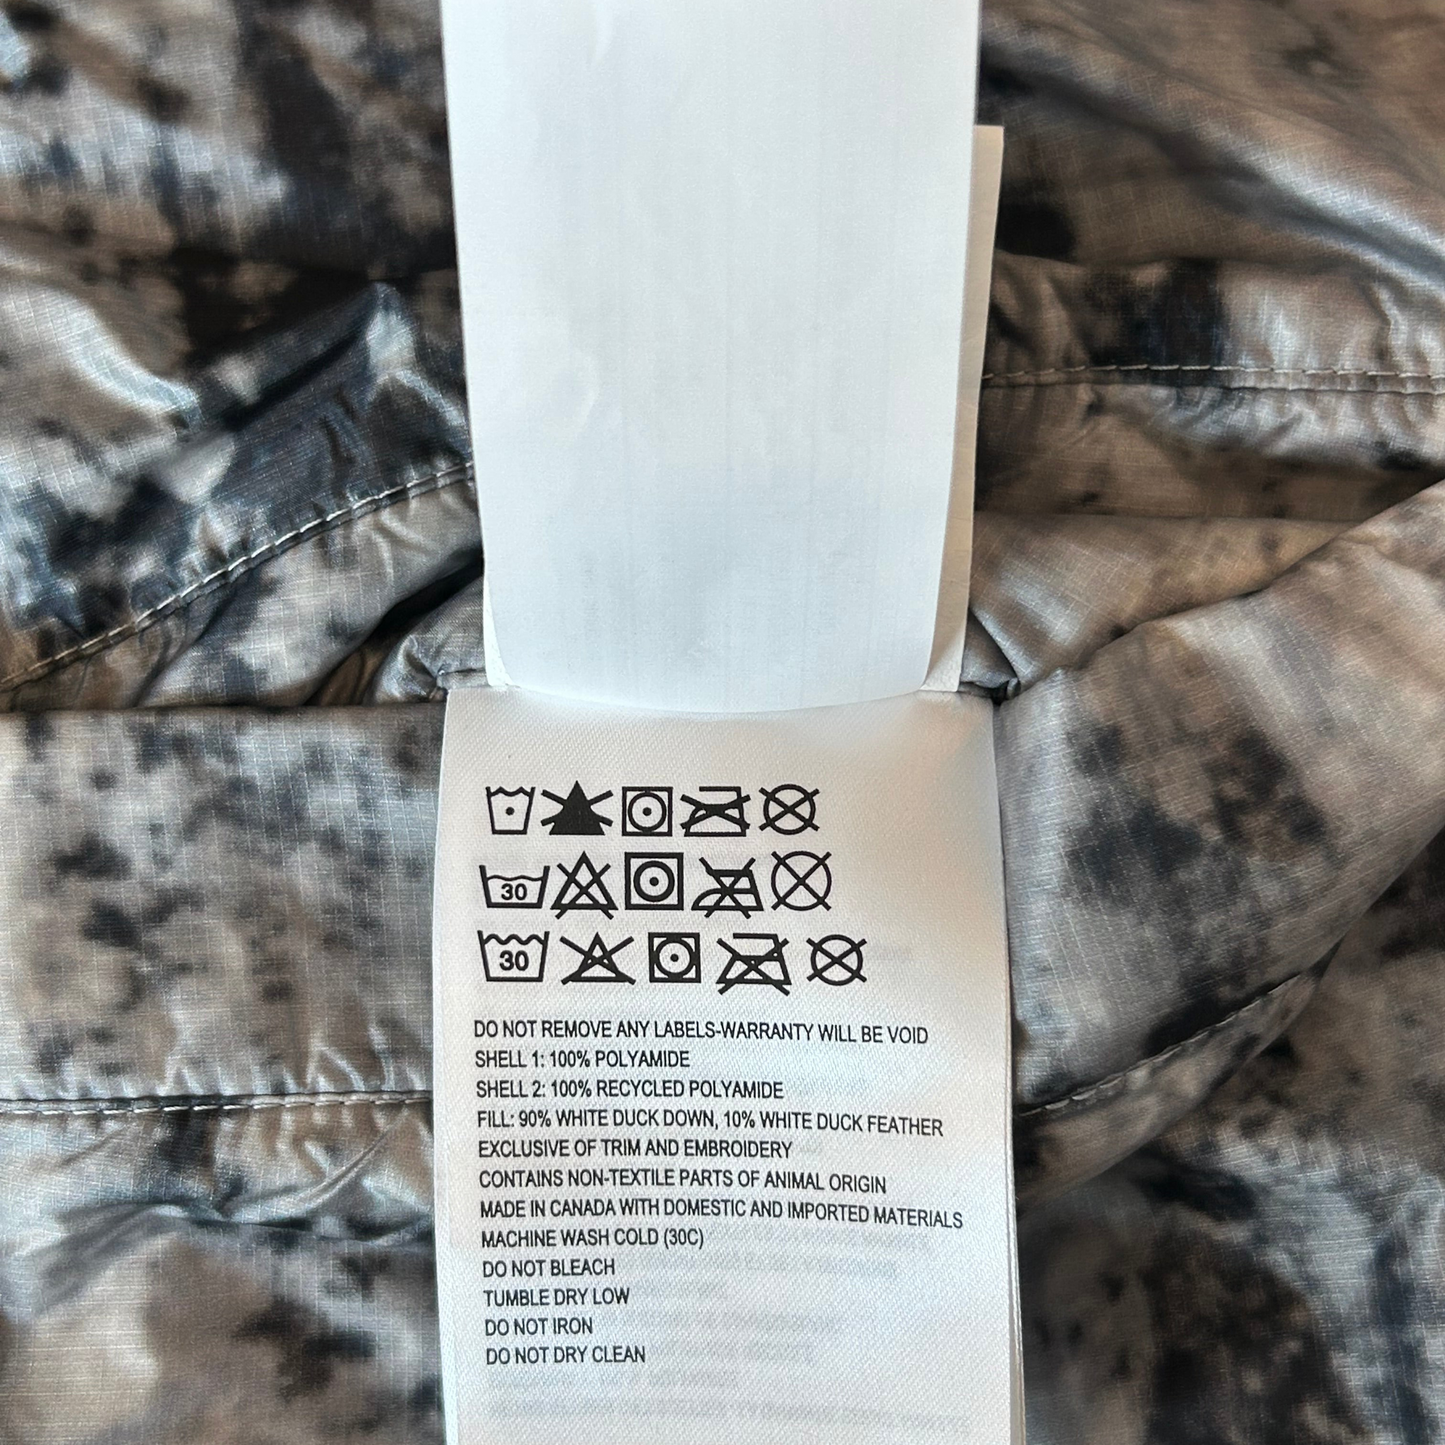 30
30
DO NOT REMOVE ANY LABELS-WARRANTY WILL BE VOID
SHELL 1: 100% POLYAMIDE
SHELL 2: 100% RECYCLED POLYAMIDE
FILL: 90% WHITE DUCK DOWN, 10% WHITE DUCK FEATHER
EXCLUSIVE OF TRIM AND EMBROIDERY
CONTAINS NON-TEXTILE PARTS OF ANIMAL ORIGIN
MADE IN CANADA WITH DOMESTIC AND IMPORTED MATERIALS
MACHINE WASH COLD (30C)
DO NOT BLEACH
TUMBLE DRY LOW
DO NOT IRON
DO NOT DRY CLEAN